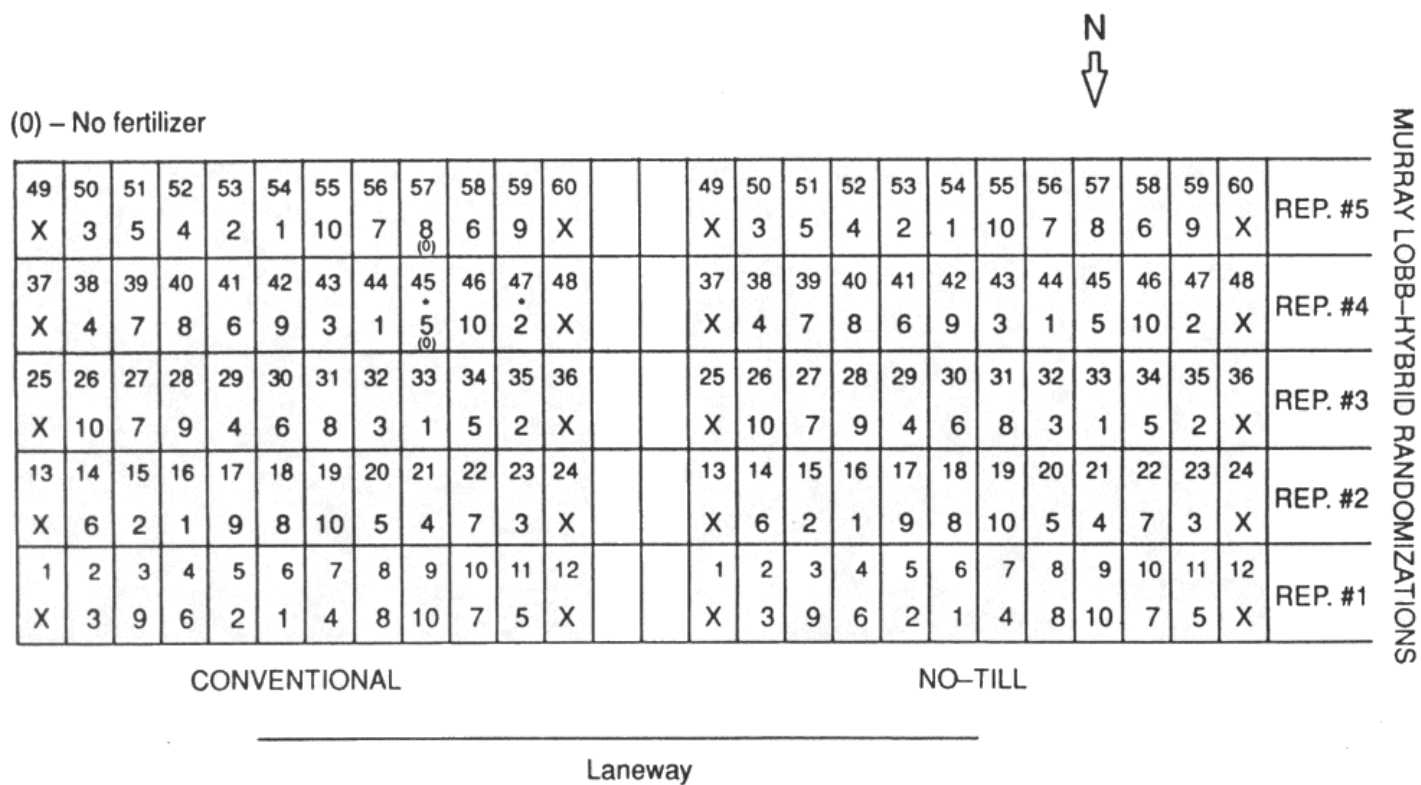 N
(0) – No fertilizer
49 50 51 52 53 54 55 56 57 58 59 60 49 50 51 52 53 54 55 56 57 58 59 60
X 3 5 4 2 1 10 7 8 6 9 X X 3 5 4 2 1 10 7 8 6 9 X REP. #5
(0)
37 38 39 40 41 42 43 44 45 46 47 48 37 38 39 40 41 42 43 44 45 46 47 48
• •
X 4 7 8 6 9 3 1 5 10 2 X X 4 7 8 6 9 3 1 5 10 2 X REP. #4
(0)
25 26 27 28 29 30 31 32 33 34 35 36 25 26 27 28 29 30 31 32 33 34 35 36
X 10 7 9 4 6 8 3 1 5 2 X X 10 7 9 4 6 8 3 1 5 2 X REP. #3
13 14 15 16 17 18 19 20 21 22 23 24 13 14 15 16 17 18 19 20 21 22 23 24
X 6 2 1 9 8 10 5 4 7 3 X X 6 2 1 9 8 10 5 4 7 3 X REP. #2
1 2 3 4 5 6 7 8 9 10 11 12 1 2 3 4 5 6 7 8 9 10 11 12
X 3 9 6 2 1 4 8 10 7 5 X X 3 9 6 2 1 4 8 10 7 5 X REP. #1
MURRAY LOBB–HYBRID RANDOMIZATIONS
CONVENTIONAL NO–TILL
Laneway